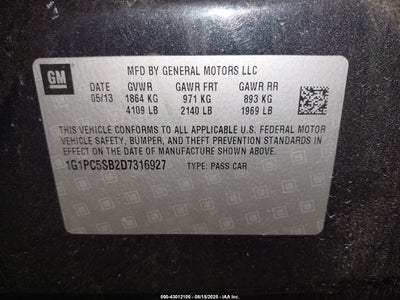 GM
MFD BY GENERAL MOTORS LLC
DATE GVWR GAWR FRT GAWR RR
05/13 1864 KG 971 KG 893 KG
4109 LB 2140 LB 1969 LB
THIS VEHICLE CONFORMS TO ALL APPLICABLE U.S. FEDERAL MOTOR
VEHICLE SAFETY, BUMPER, AND THEFT PREVENTION STANDARDS IN
EFFECT ON THE DATE OF MANUFACTURE SHOWN ABOVE.
1G1PC5SB2D7316927 TYPE: PASS CAR
000-43012100 - 08/15/2025 - IAAI.COM